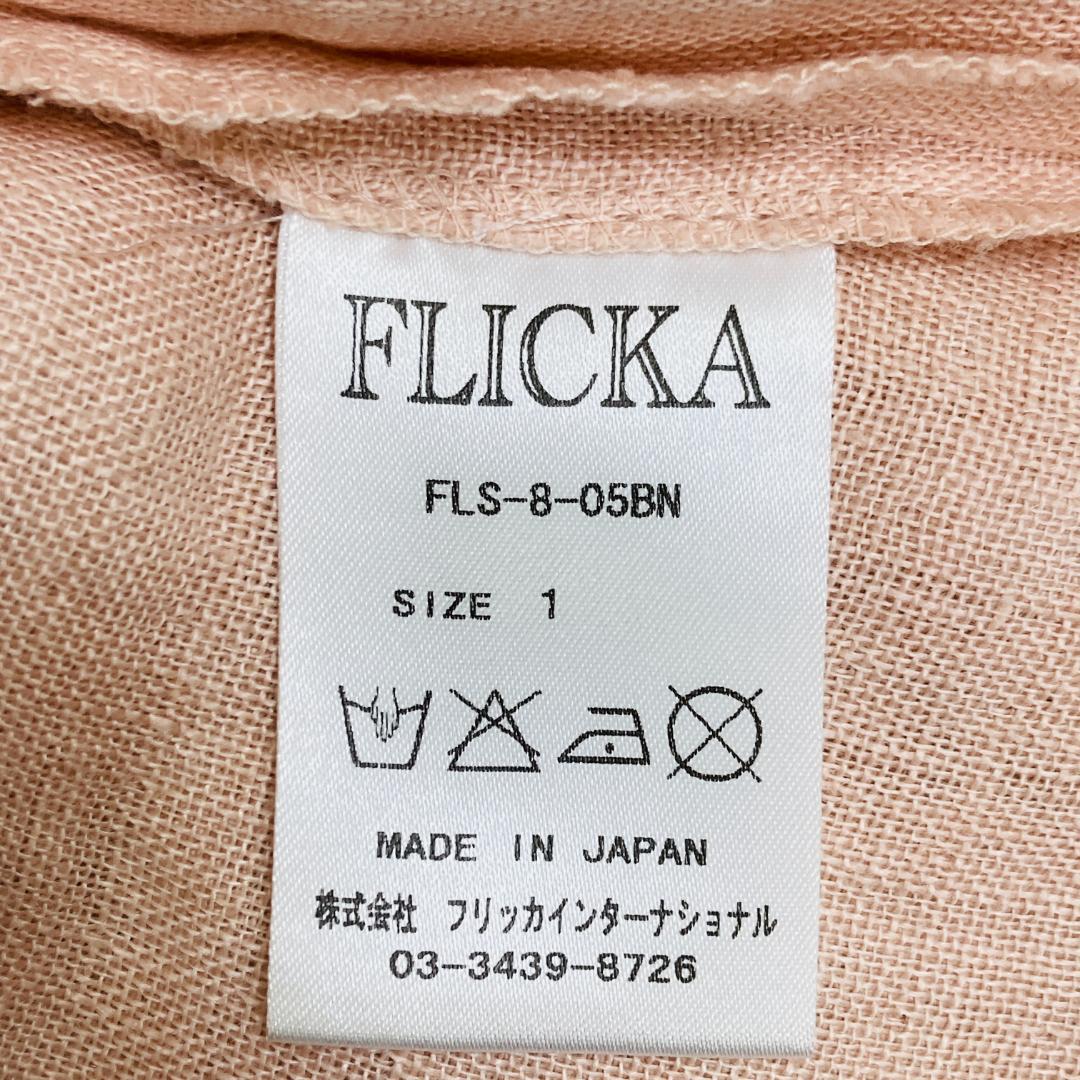 FLICKA
FLS-8-05BN
SIZE 1
MADE IN JAPAN
株式会社 フリッカインターナショナル
03-3439-8726